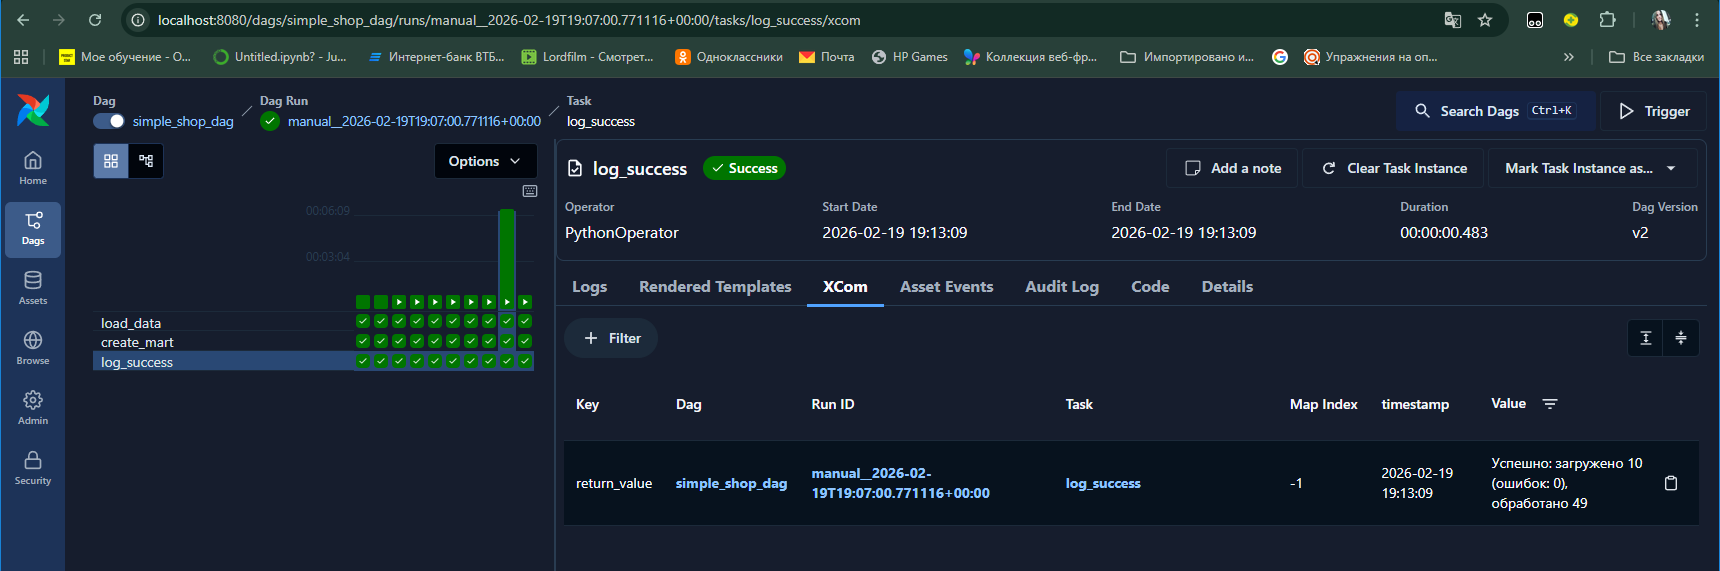 localhost:8080/dags/simple_shop_dag/runs/manual__2026-02-19T19:07:00.771116+00:00/tasks/log_success/xcom
Мое обучение - О...
Untitled.ipynb? - Ju...
Интернет-банк ВТБ...
Lordfilm - Смотрет...
Одноклассники
Почта
HP Games
Коллекция веб-фр...
Импортировано и...
Упражнения на оп...
»
Все закладки
Home
Dags
Assets
Browse
Admin
Security
Dag
simple_shop_dag
Dag Run
manual__2026-02-19T19:07:00.771116+00:00
Task
log_success
Search Dags Ctrl+K
Trigger
Options
00:06:09
00:03:04
load_data
create_mart
log_success
log_success
Success
Add a note
Clear Task Instance
Mark Task Instance as...
Operator
PythonOperator
Start Date
2026-02-19 19:13:09
End Date
2026-02-19 19:13:09
Duration
00:00:00.483
Dag Version
v2
Logs
Rendered Templates
XCom
Asset Events
Audit Log
Code
Details
+ Filter
Key
Dag
Run ID
Task
Map Index
timestamp
Value
return_value
simple_shop_dag
manual__2026-02-
19T19:07:00.771116+00:00
log_success
-1
2026-02-19
19:13:09
Успешно: загружено 10
(ошибок: 0),
обработано 49